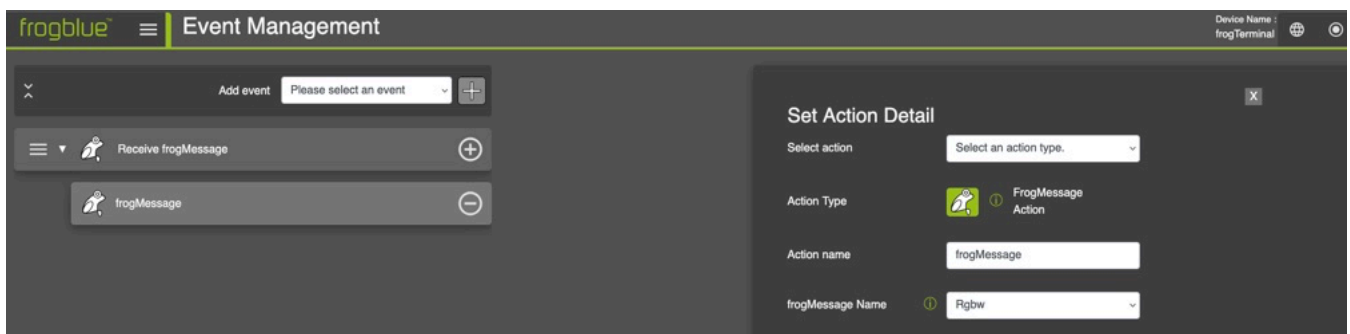 frogblue™
Event Management
Device Name :
frogTerminal
Add event
Please select an event
Receive frogMessage
frogMessage
X
Set Action Detail
Select action
Select an action type.
Action Type
FrogMessage
Action
Action name
frogMessage
frogMessage Name
Rgbw